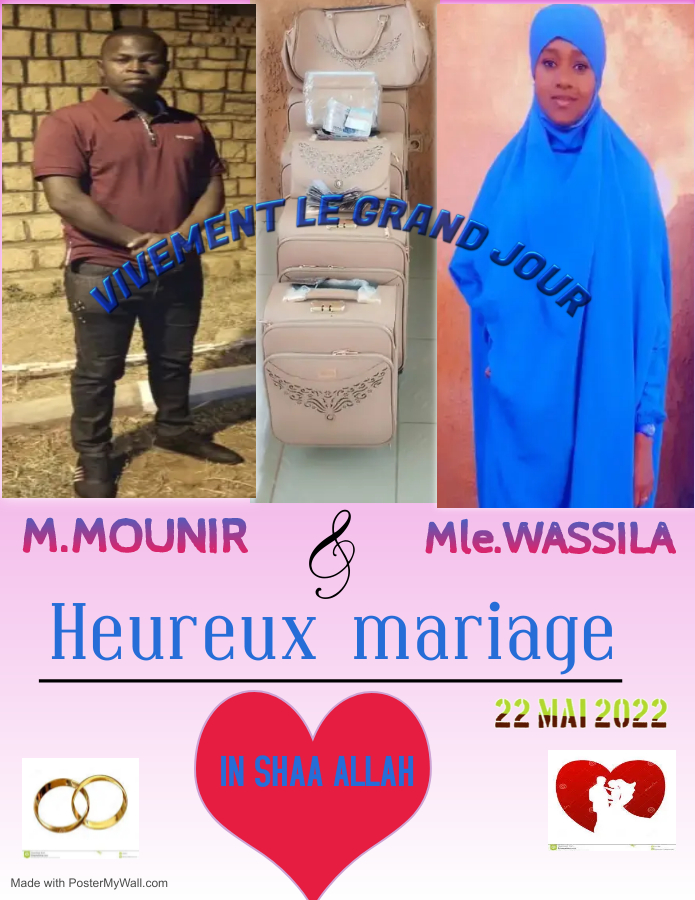 VIVEMENT LE GRAND JOUR
M.MOUNIR & Mle.WASSILA
Heureux mariage
22 MAI 2022
IN SHAA ALLAH
Made with PosterMyWall.com